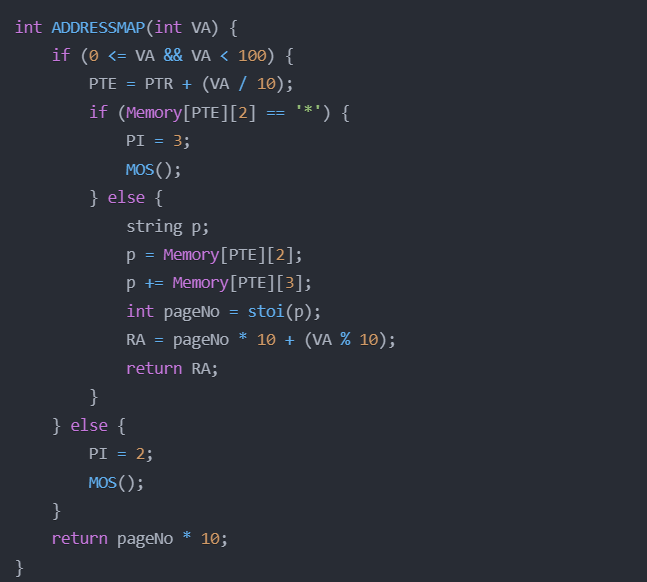 int ADDRESSMAP(int VA) {
    if (0 <= VA && VA < 100) {
        PTE = PTR + (VA / 10);
        if (Memory[PTE][2] == '*') {
            PI = 3;
            MOS();
        } else {
            string p;
            p = Memory[PTE][2];
            p += Memory[PTE][3];
            int pageNo = stoi(p);
            RA = pageNo * 10 + (VA % 10);
            return RA;
        }
    } else {
        PI = 2;
        MOS();
    }
    return pageNo * 10;
}